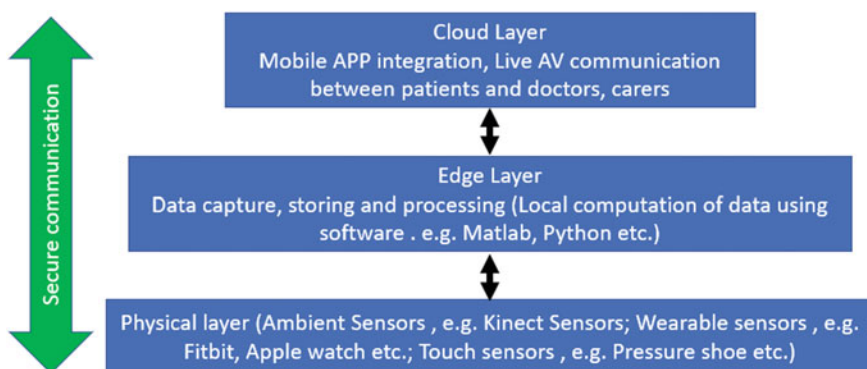 Secure communication
Cloud Layer
Mobile APP integration, Live AV communication
between patients and doctors, carers
Edge Layer
Data capture, storing and processing (Local computation of data using
software . e.g. Matlab, Python etc.)
Physical layer (Ambient Sensors , e.g. Kinect Sensors; Wearable sensors , e.g.
Fitbit, Apple watch etc.; Touch sensors , e.g. Pressure shoe etc.)